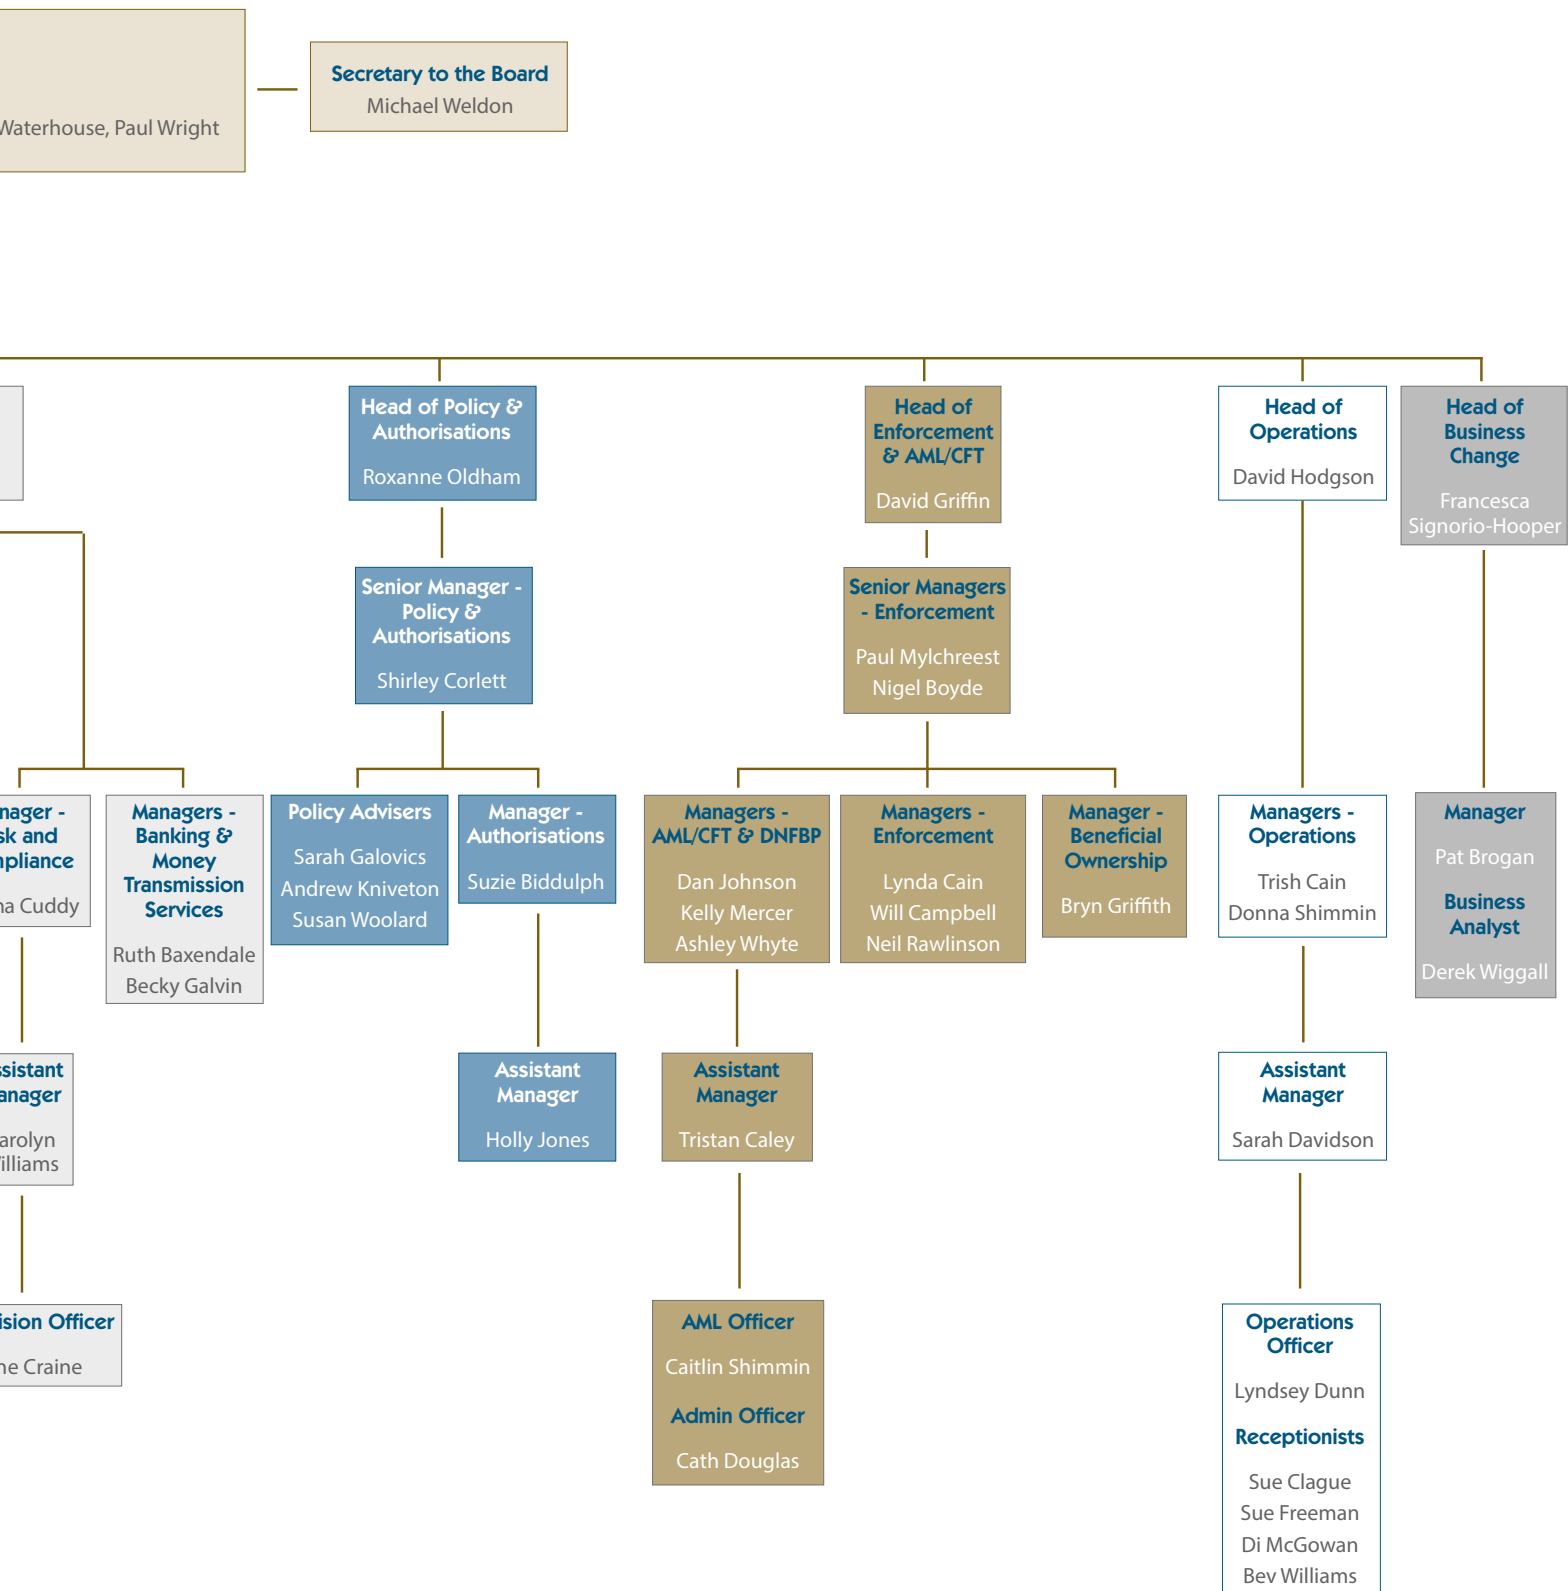 Secretary to the Board
Michael Weldon
Waterhouse, Paul Wright
Head of Policy &
Authorisations
Roxanne Oldham
Head of
Enforcement
& AML/CFT
David Griffin
Head of
Operations
David Hodgson
Head of
Business
Change
Francesca
Signorio-Hooper
Senior Manager -
Policy &
Authorisations
Shirley Corlett
Senior Managers
- Enforcement
Paul Mylchreest
Nigel Boyde
and
Cuddy
Managers -
Banking &
Money
Transmission
Services
Ruth Baxendale
Becky Galvin
Policy Advisers
Sarah Galovics
Andrew Kniveton
Susan Woolard
Manager -
Authorisations
Suzie Biddulph
Managers -
AML/CFT & DNFBP
Dan Johnson
Kelly Mercer
Ashley Whyte
Managers -
Enforcement
Lynda Cain
Will Campbell
Neil Rawlinson
Manager -
Beneficial
Ownership
Bryn Griffith
Managers -
Operations
Trish Cain
Donna Shimmin
Manager
Pat Brogan
Business
Analyst
Derek Wiggall
Assistant
Manager
Holly Jones
Assistant
Manager
Tristan Caley
Assistant
Manager
Sarah Davidson
Officer
Craine
AML Officer
Caitlin Shimmin
Admin Officer
Cath Douglas
Operations
Officer
Lyndsey Dunn
Receptionists
Sue Clague
Sue Freeman
Di McGowan
Bev Williams